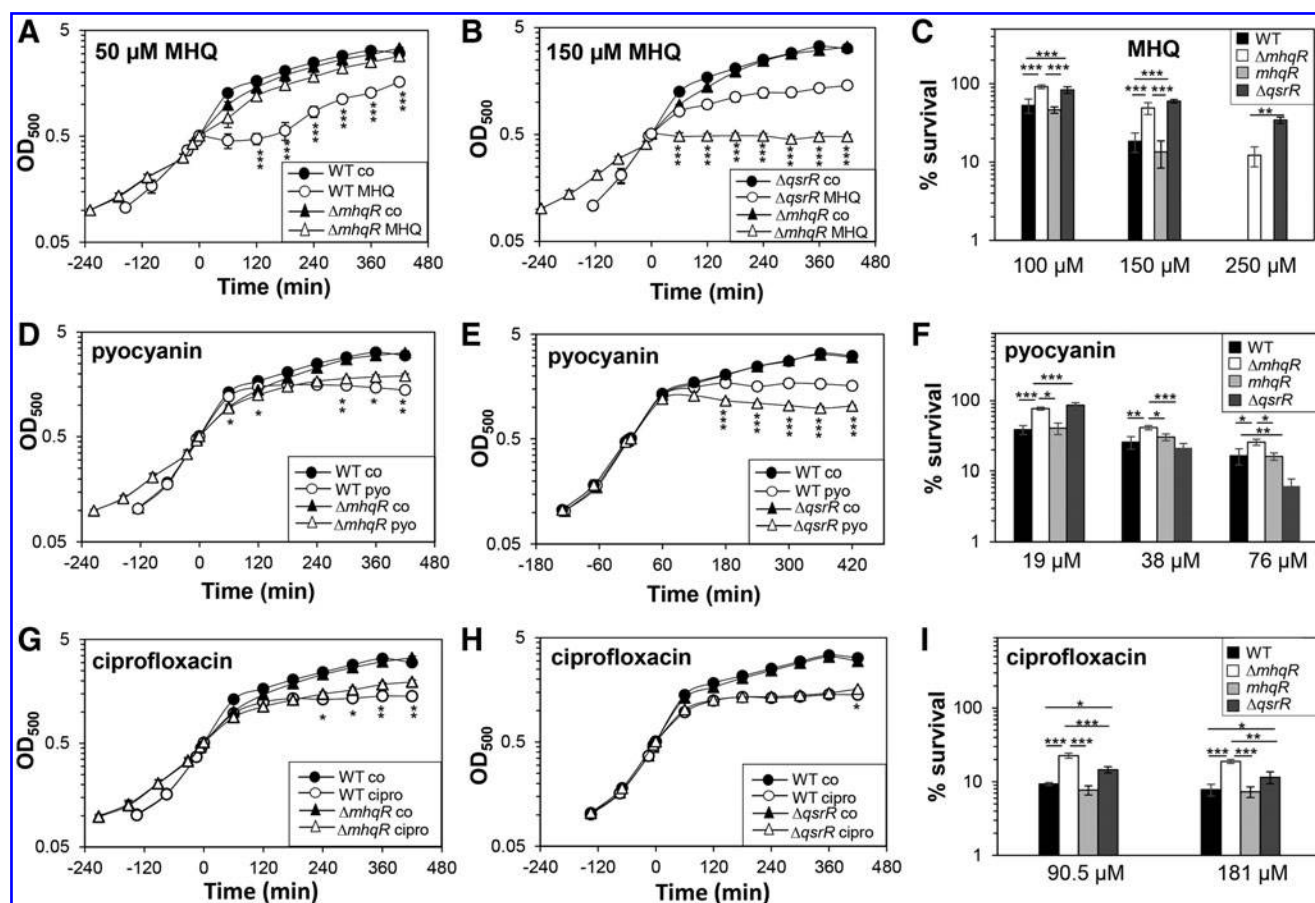 A
50 µM MHQ
5
0.5
0.05
OD500
-240 -120 0 120 240 360 480
Time (min)
*** *** *** *** *** ***
WT co
WT MHQ
ΔmhqR co
ΔmhqR MHQ
B
150 µM MHQ
5
0.5
0.05
-240 -120 0 120 240 360 480
Time (min)
*** *** *** *** *** *** ***
ΔqsrR co
ΔqsrR MHQ
ΔmhqR co
ΔmhqR MHQ
C
MHQ
WT
ΔmhqR
mhqR
ΔqsrR
% survival
100
10
1
***
*** ***
***
*** ***
**
100 µM 150 µM 250 µM
D
pyocyanin
5
0.5
0.05
OD500
-240 -120 0 120 240 360 480
Time (min)
* * ** * **
WT co
WT pyo
ΔmhqR co
ΔmhqR pyo
E
pyocyanin
5
0.5
0.05
-180 -60 60 180 300 420
Time (min)
*** *** *** *** ***
WT co
WT pyo
ΔqsrR co
ΔqsrR pyo
F
pyocyanin
WT
ΔmhqR
mhqR
ΔqsrR
% survival
100
10
1
***
*** *
***
** *
* *
**
19 µM 38 µM 76 µM
G
ciprofloxacin
5
0.5
0.05
OD500
-240 -120 0 120 240 360 480
Time (min)
* * ** **
WT co
WT cipro
ΔmhqR co
ΔmhqR cipro
H
ciprofloxacin
5
0.5
0.05
-240 -120 0 120 240 360 480
Time (min)
*
WT co
WT cipro
ΔqsrR co
ΔqsrR cipro
I
ciprofloxacin
WT
ΔmhqR
mhqR
ΔqsrR
% survival
100
10
1
*
***
*** ***
*
**
*** ***
90.5 µM 181 µM